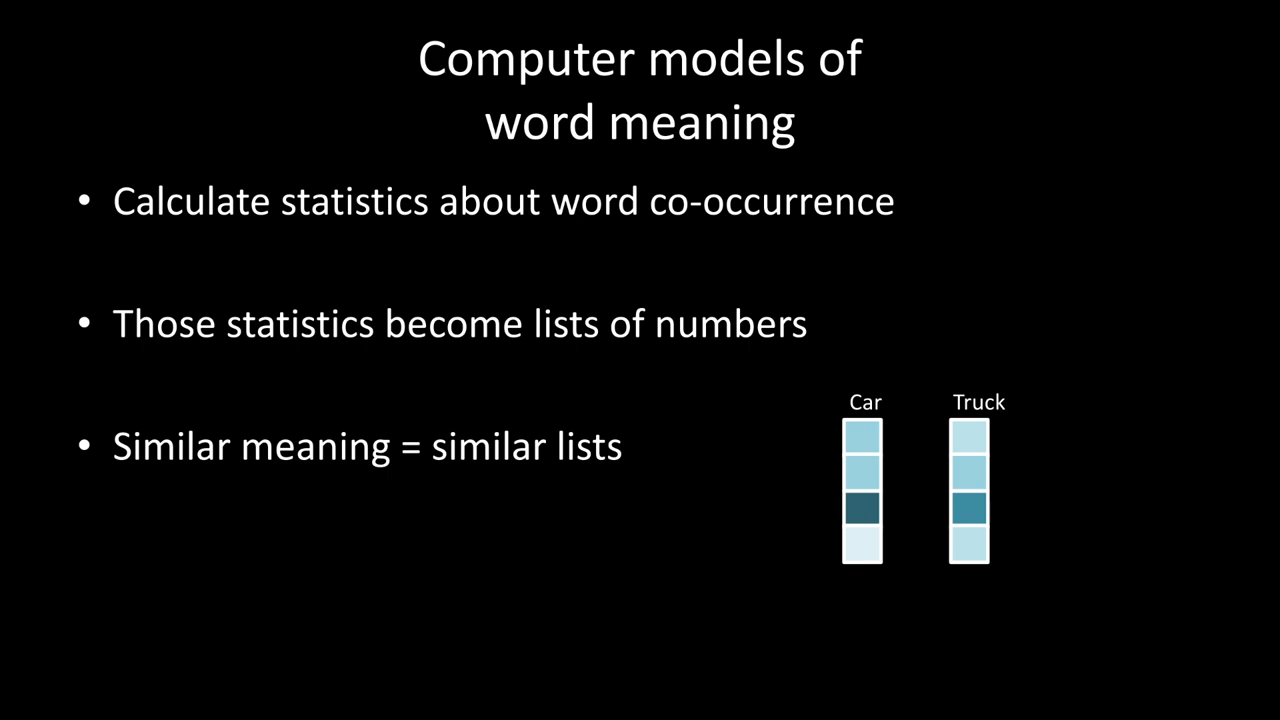 Computer models of
word meaning
• Calculate statistics about word co-occurrence
• Those statistics become lists of numbers
Car Truck
• Similar meaning = similar lists